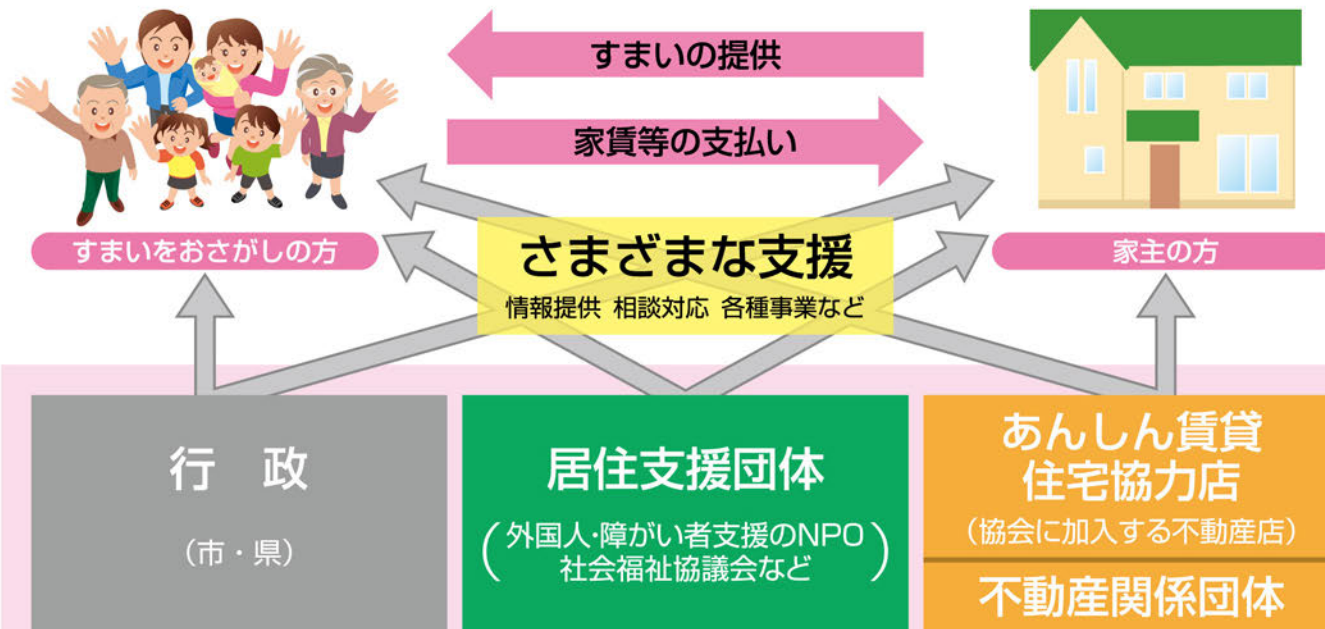 すまいの提供
家賃等の支払い
すまいをおさがしの方
さまざまな支援
情報提供 相談対応 各種事業など
家主の方
行　政
（市・県）
居住支援団体
（外国人・障がい者支援のNPO
社会福祉協議会など）
あんしん賃貸
住宅協力店
（協会に加入する不動産店）
不動産関係団体